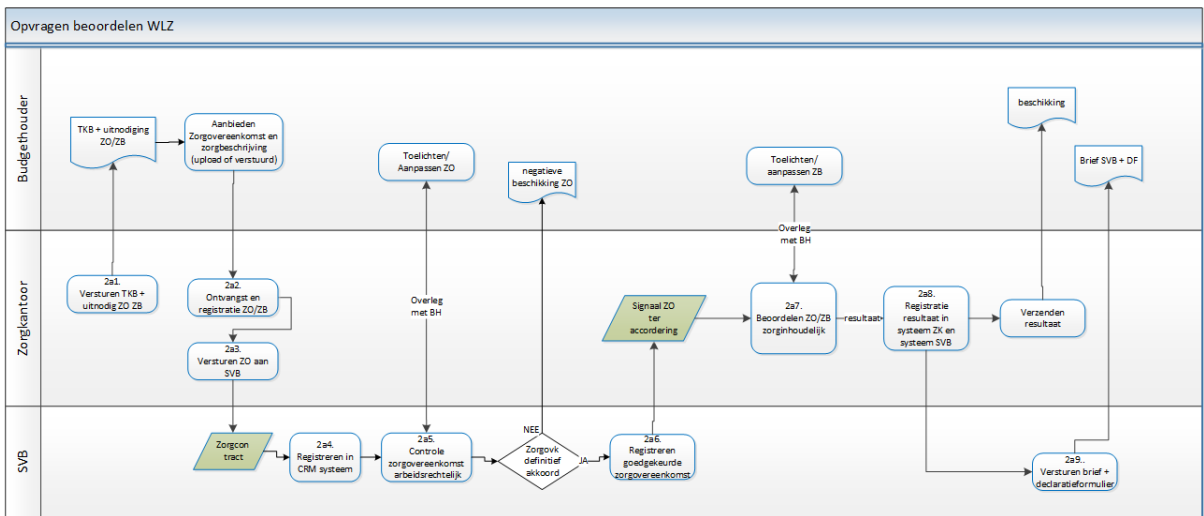 Opvragen beoordelen WLZ
Budgethouder
TKB + uitnodiging
ZO/ZB
Aanbieden
Zorgovereenkomst en
zorgbeschrijving
(upload of verstuurd)
Toelichten/
Aanpassen ZO
negatieve
beschikking ZO
Toelichten/
aanpassen ZB
beschikking
Brief SVB + DF
Zorgkantoor
2a1.
Versturen TKB +
uitnodig ZO ZB
2a2.
Ontvangst en
registratie ZO/ZB
2a3.
Versturen ZO aan
SVB
Overleg
met BH
Signaal ZO
ter
accordering
Overleg
met BH
2a7.
Beoordelen ZO/ZB
zorginhoudelijk
resultaat
2a8.
Registratie
resultaat in
systeem ZK en
systeem SVB
Verzenden
resultaat
SVB
Zorgcon
tract
2a4.
Registreren in
CRM systeem
2a5.
Controle
zorgovereenkomst
arbeidsrechtelijk
NEE
Zorgovk
definitief
akkoord
JA
2a6.
Registreren
goedgekeurde
zorgovereenkomst
2a9..
Versturen brief +
declaratieformulier